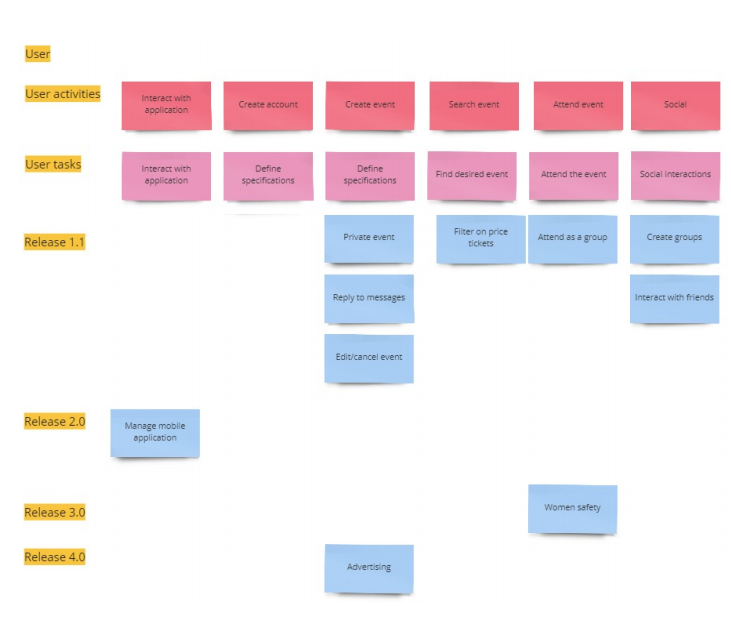 User
User activities
Interact with
application
Create account
Create event
Search event
Attend event
Social
User tasks
Interact with
application
Define
specifications
Define
specifications
Find desired event
Attend the event
Social interactions
Release 1.1
Private event
Filter on price
tickets
Attend as a group
Create groups
Reply to messages
Interact with friends
Edit/cancel event
Release 2.0
Manage mobile
application
Release 3.0
Women safety
Release 4.0
Advertising